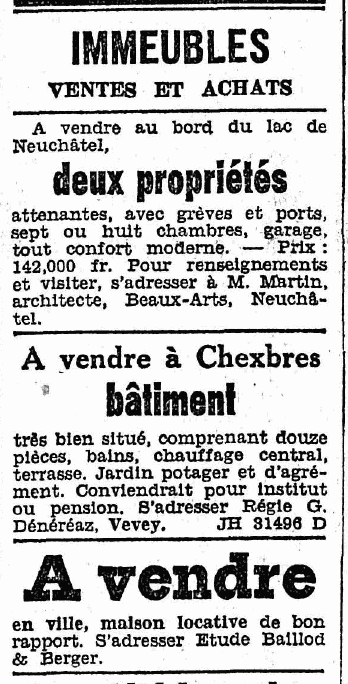 IMMEUBLES
VENTES ET ACHATS
A vendre au bord du lac de
Neuchâtel,
deux propriétés
attenantes, avec grèves et ports,
sept ou huit chambres, garage,
tout confort moderne. — Prix :
142,000 fr. Pour renseignements
et visiter, s'adresser à M. Martin,
architecte, Beaux-Arts, Neuchâ-
tel.
A vendre à Chexbres
bâtiment
très bien situé, comprenant douze
pièces, bains, chauffage central,
terrasse. Jardin potager et d'agré-
ment. Conviendrait pour institut
ou pension. S'adresser Régie G.
Dénéréaz, Vevey. JH 31496 D
A vendre
en ville, maison locative de bon
rapport. S'adresser Etude Baillod
& Berger.